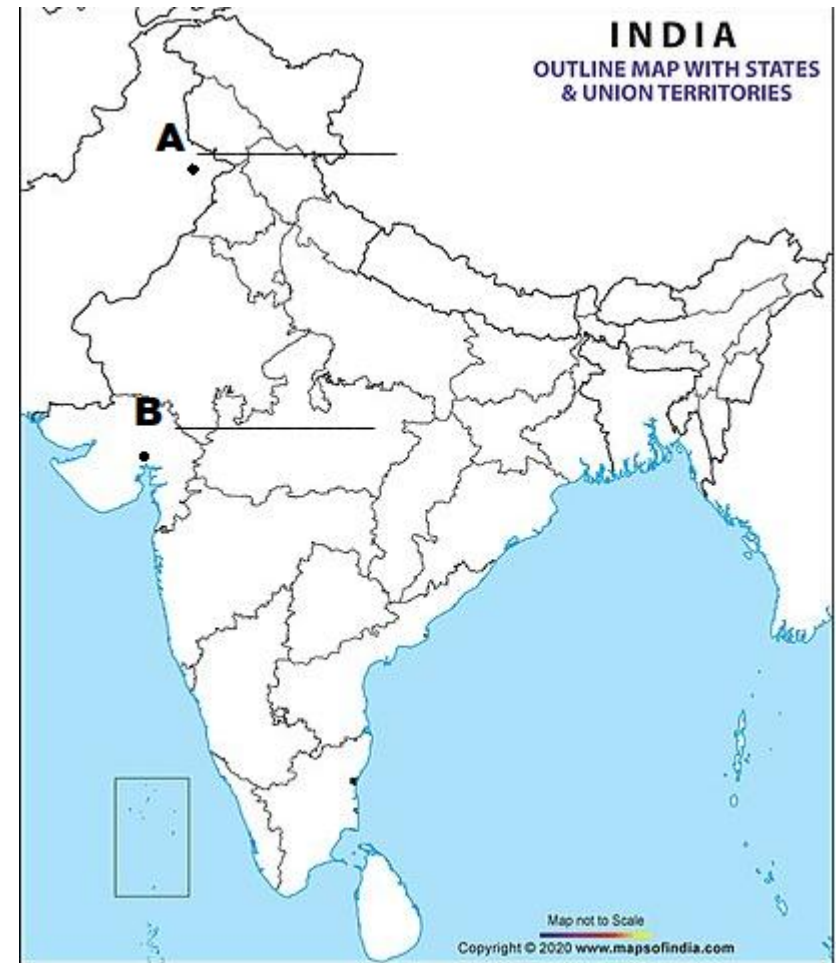 INDIA
OUTLINE MAP WITH STATES
& UNION TERRITORIES
A
B
Map not to Scale
Copyright © 2020 www.mapsofindia.com